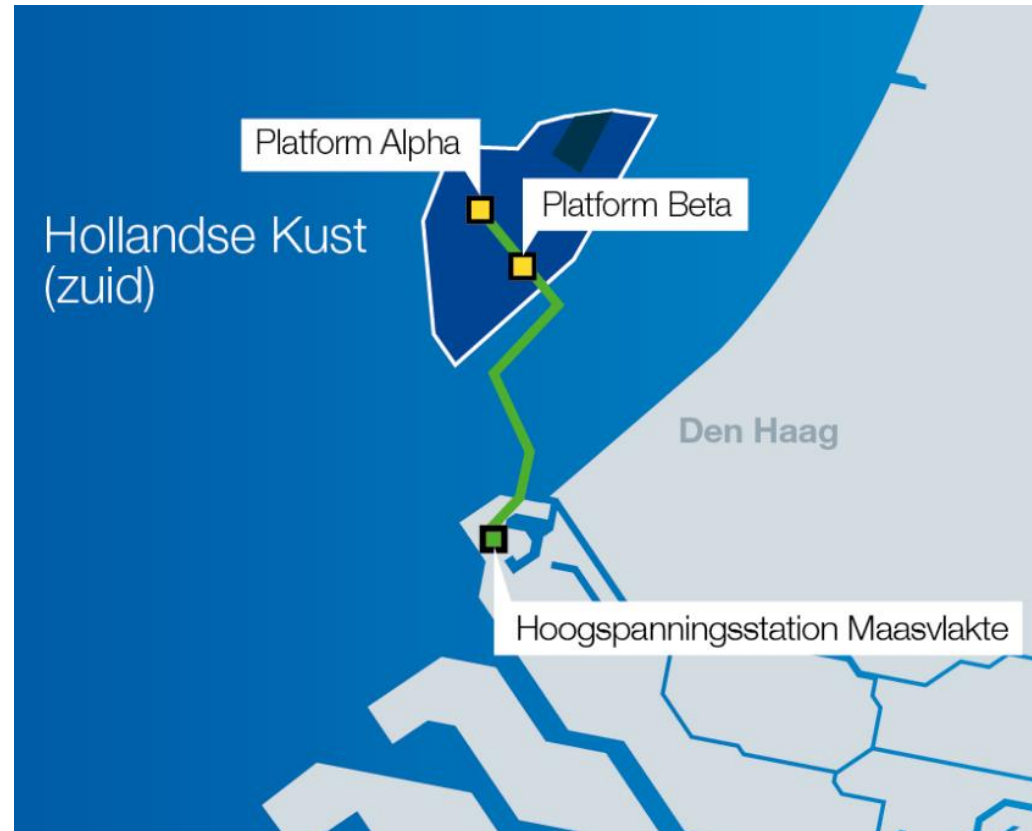 Platform Alpha
Platform Beta
Hollandse Kust
(zuid)
Den Haag
Hoogspanningsstation Maasvlakte